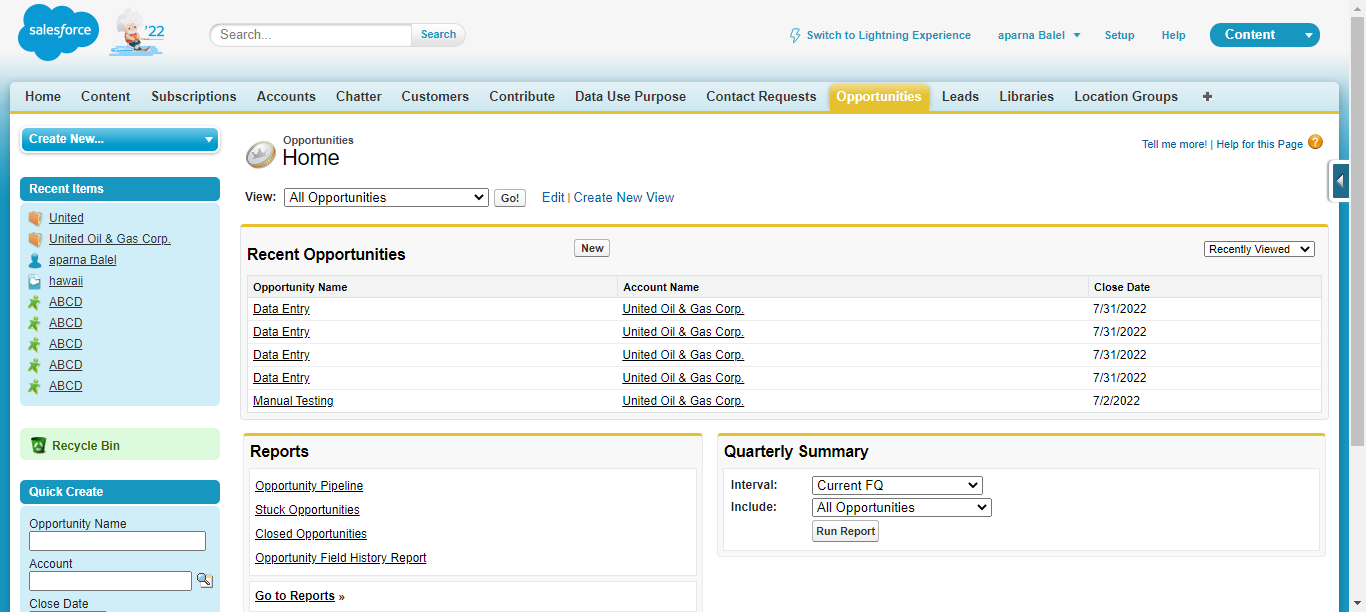 salesforce
'22
Search...
Search
Switch to Lightning Experience
aparna Balel
Setup
Help
Content
Home Content Subscriptions Accounts Chatter Customers Contribute Data Use Purpose Contact Requests Opportunities Leads Libraries Location Groups +
Create New...
Recent Items
United
United Oil & Gas Corp.
aparna Balel
hawaii
ABCD
ABCD
ABCD
ABCD
ABCD
Recycle Bin
Quick Create
Opportunity Name
Account
Close Date
Opportunities
Home
Tell me more! | Help for this Page ?
View: All Opportunities Go! Edit | Create New View
Recent Opportunities New Recently Viewed
Opportunity Name Account Name Close Date
Data Entry United Oil & Gas Corp. 7/31/2022
Data Entry United Oil & Gas Corp. 7/31/2022
Data Entry United Oil & Gas Corp. 7/31/2022
Data Entry United Oil & Gas Corp. 7/31/2022
Manual Testing United Oil & Gas Corp. 7/2/2022
Reports
Opportunity Pipeline
Stuck Opportunities
Closed Opportunities
Opportunity Field History Report
Go to Reports »
Quarterly Summary
Interval: Current FQ
Include: All Opportunities
Run Report